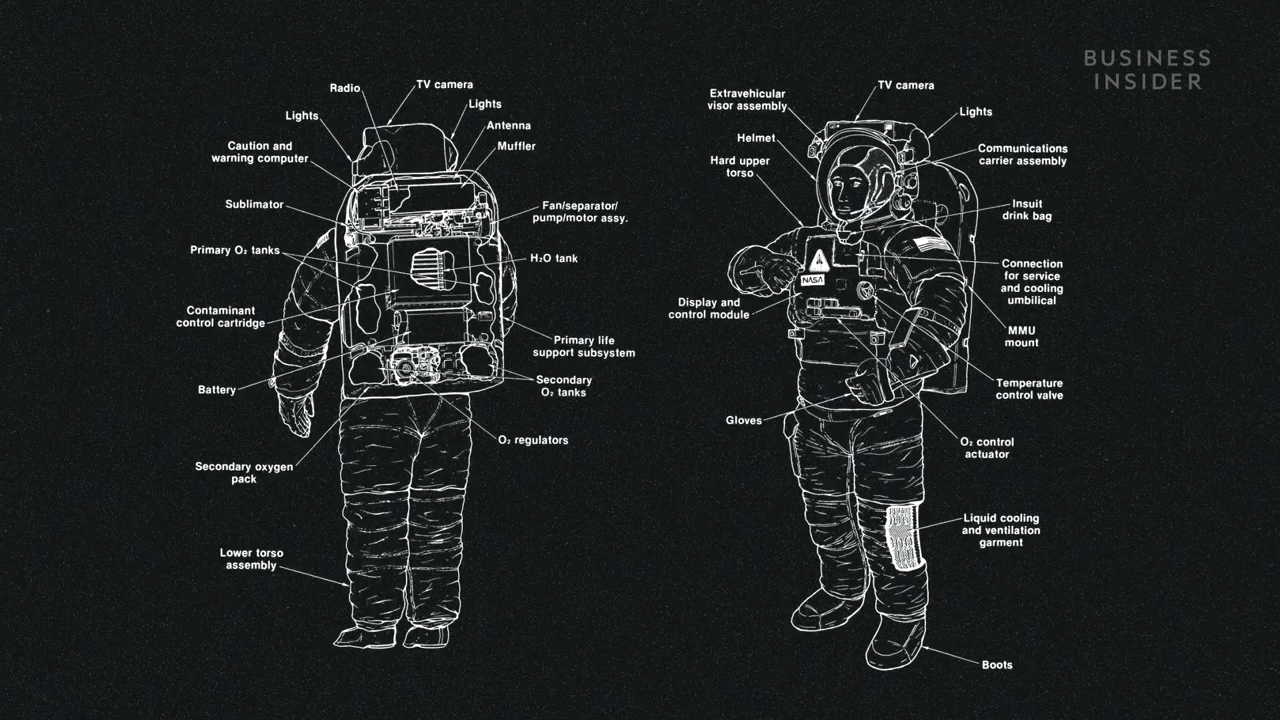 BUSINESS
INSIDER
Radio
TV camera
Lights
Lights
Antenna
Muffler
Caution and
warning computer
Sublimator
Fan/separator/
pump/motor assy.
Primary O₂ tanks
H₂O tank
Contaminant
control cartridge
Primary life
support subsystem
Battery
Secondary
O₂ tanks
O₂ regulators
Secondary oxygen
pack
Lower torso
assembly
TV camera
Extravehicular
visor assembly
Lights
Helmet
Communications
carrier assembly
Hard upper
torso
Insuit
drink bag
NASA
Connection
for service
and cooling
umbilical
Display and
control module
MMU
mount
Temperature
control valve
Gloves
O₂ control
actuator
Liquid cooling
and ventilation
garment
Boots